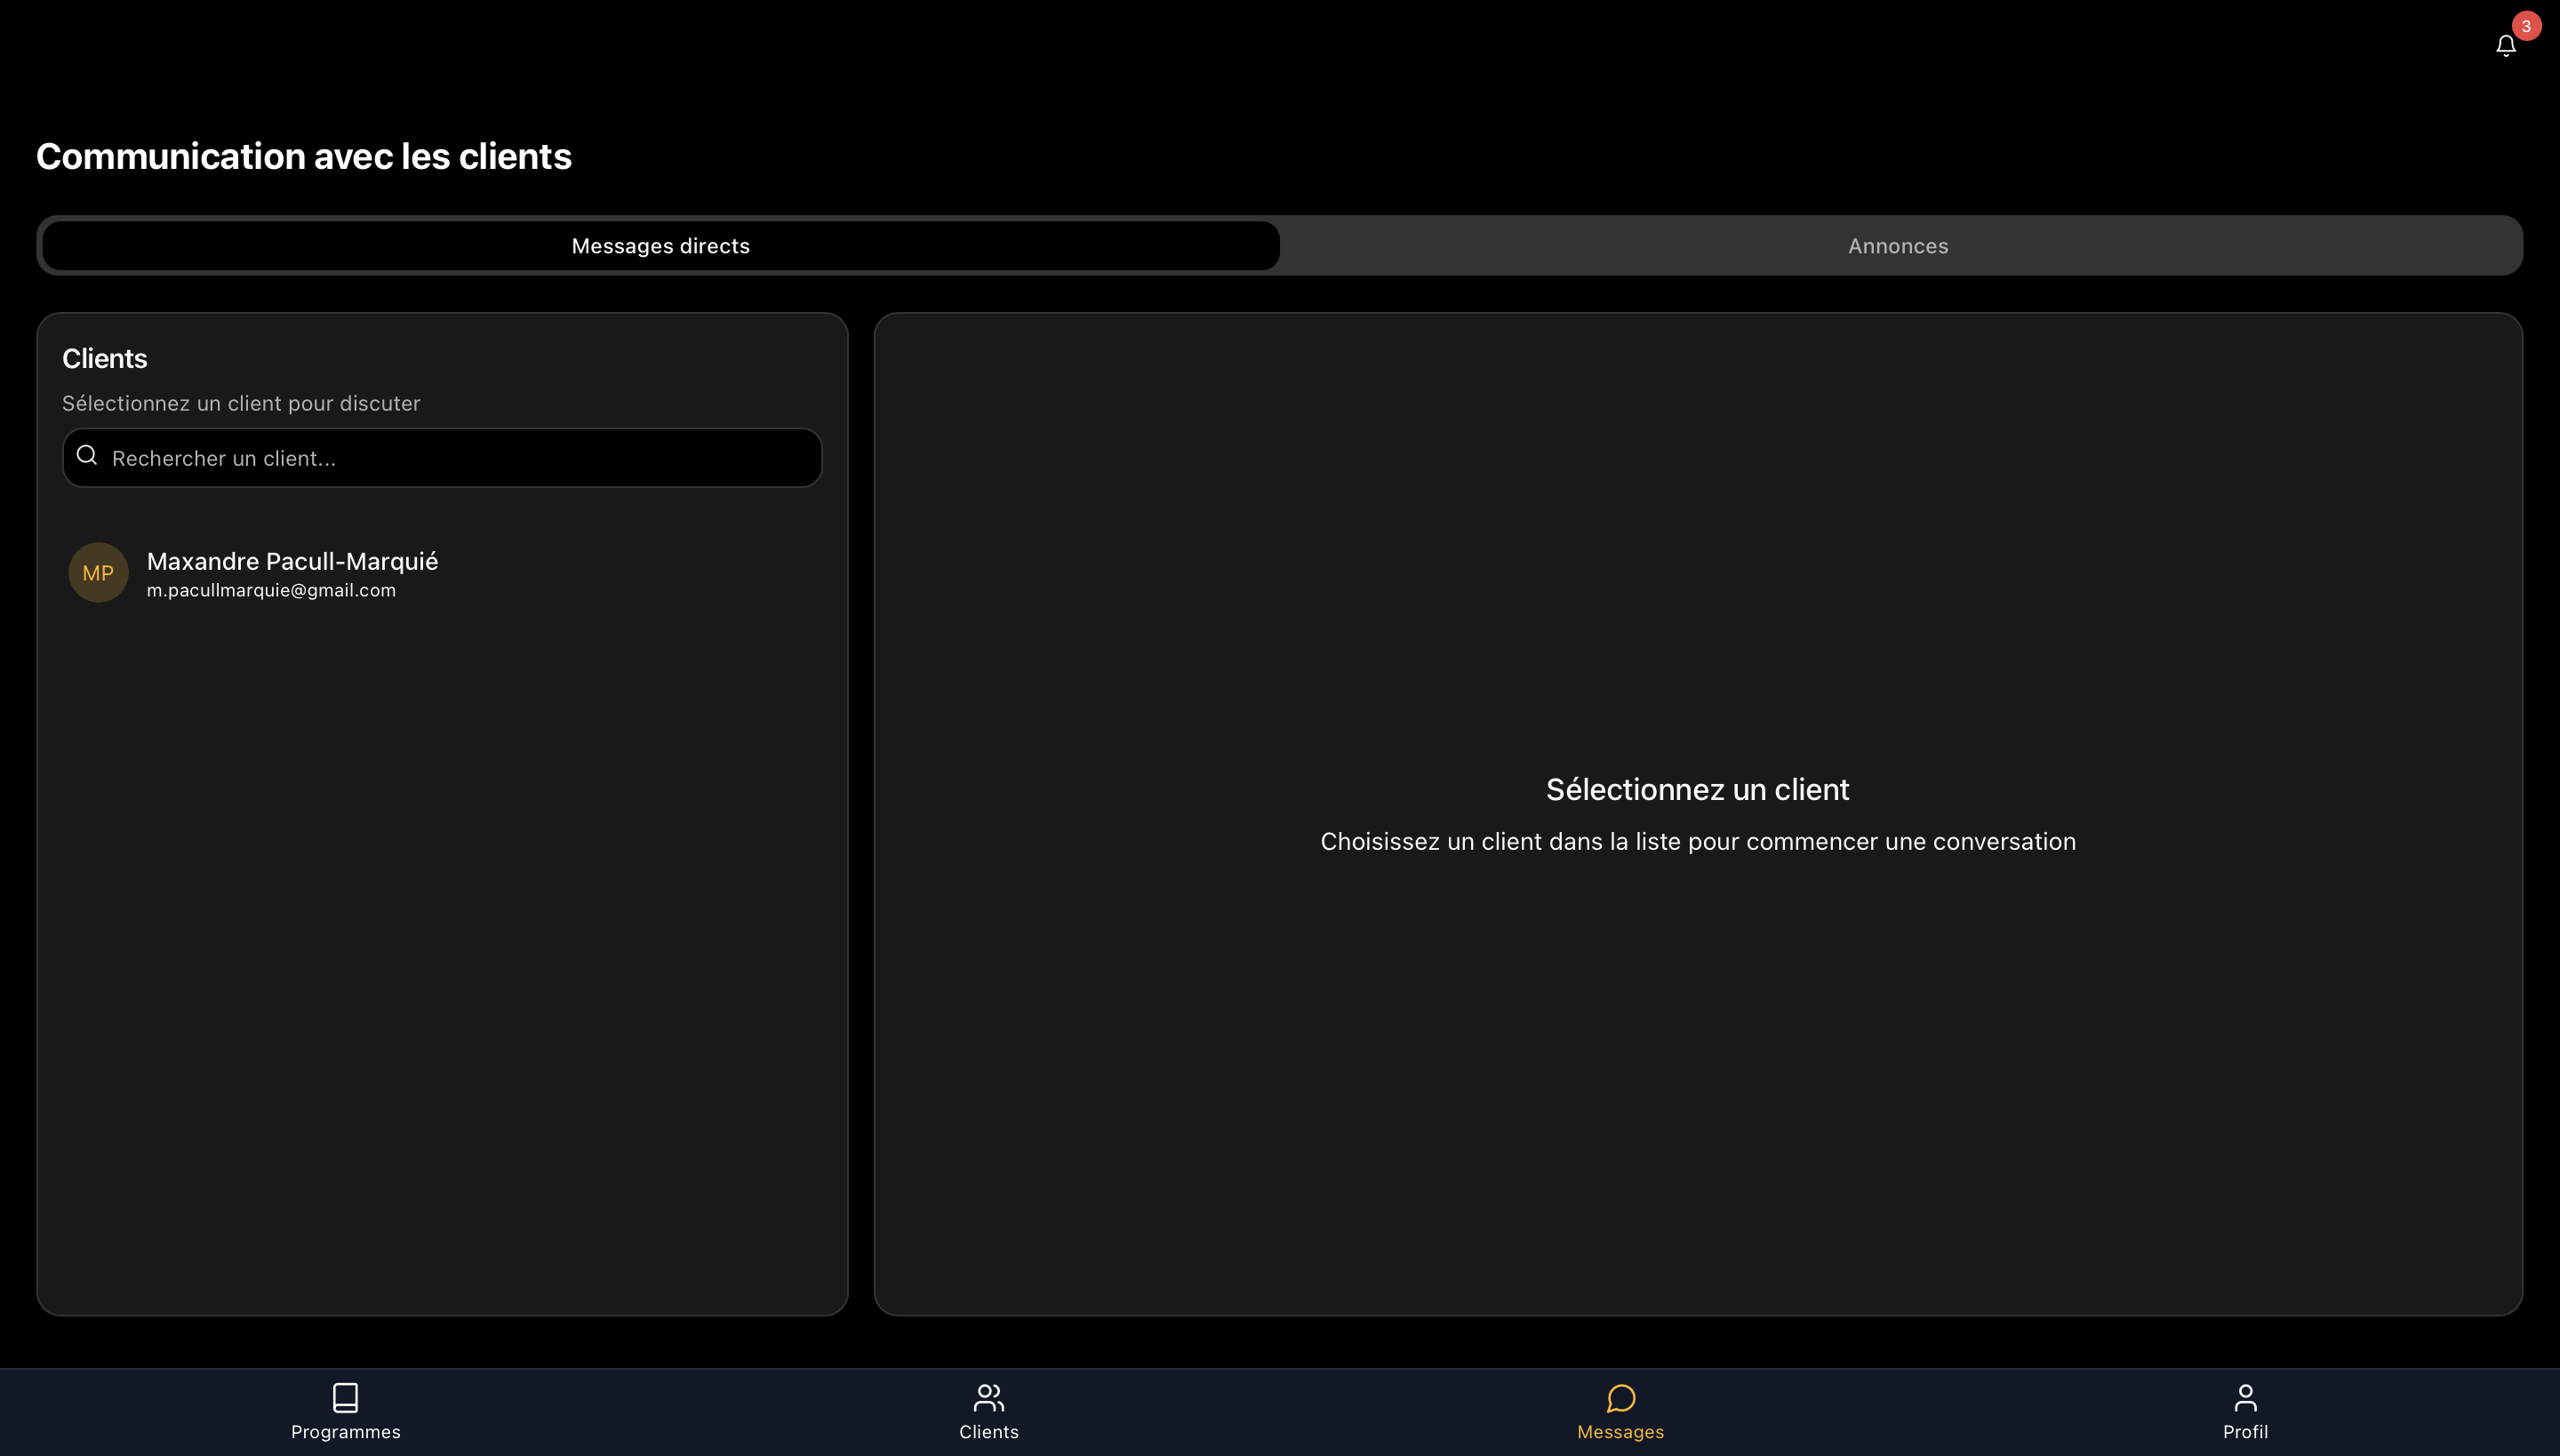 3
Communication avec les clients
Messages directs
Annonces
Clients
Sélectionnez un client pour discuter
Rechercher un client...
MP
Maxandre Pacull-Marquié
m.pacullmarquie@gmail.com
Sélectionnez un client
Choisissez un client dans la liste pour commencer une conversation
Programmes
Clients
Messages
Profil